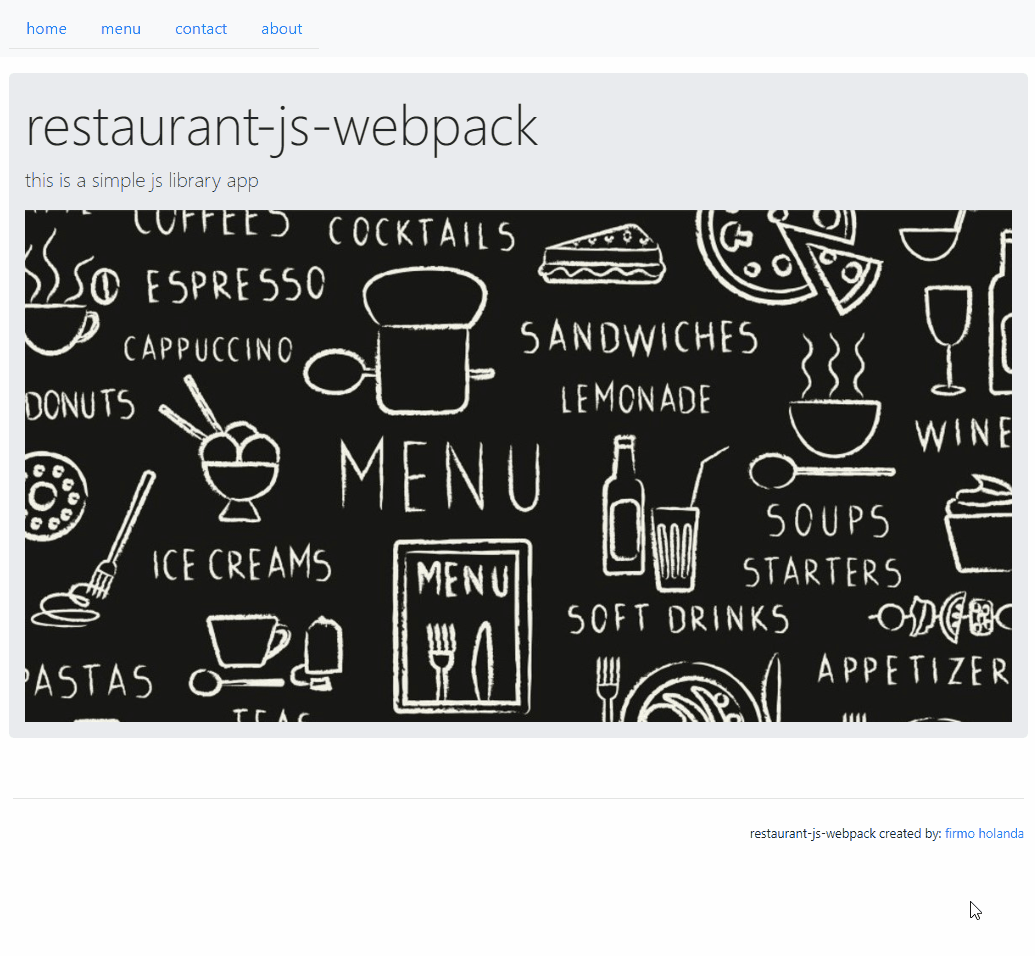 home menu contact about
restaurant-js-webpack
this is a simple js library app
COFFEES
COCKTAILS
ESPRESSO
SANDWICHES
CAPPUCCINO
LEMONADE
DONUTS
WINE
MENU
SOUPS
ICE CREAMS
STARTERS
MENU
SOFT DRINKS
APPETIZER
PASTAS
TEAS
restaurant-js-webpack created by: firmo holanda